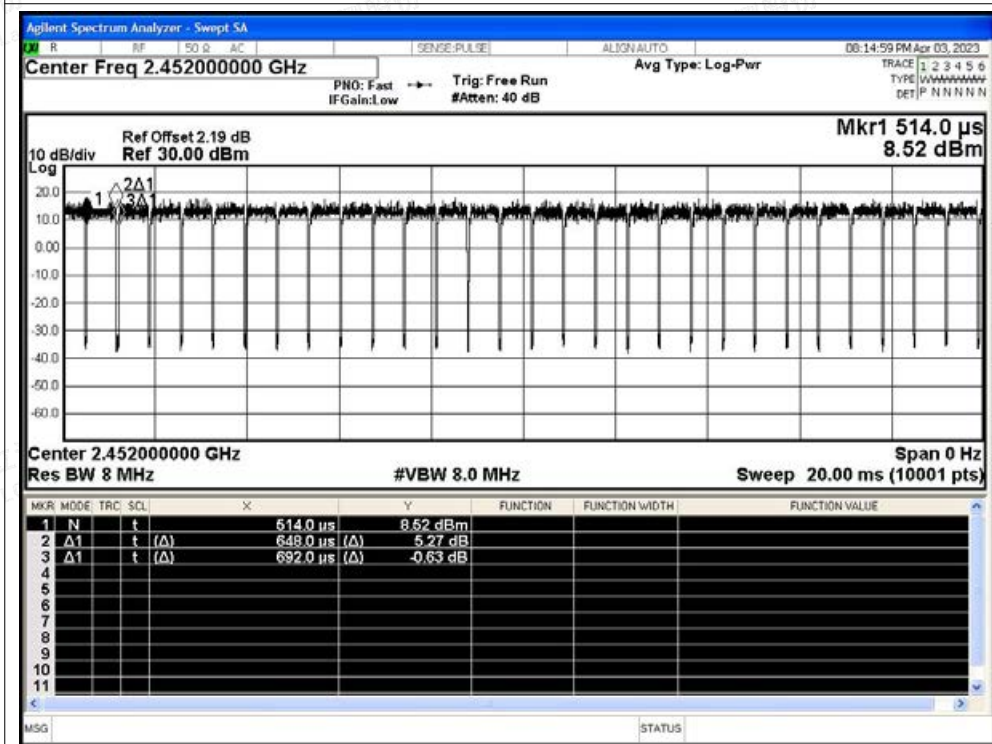 Agilent Spectrum Analyzer - Swept SA
R RF 50 Ω AC SENSE:PULSE ALIGNAUTO 08:14:59 PM Apr 03, 2023
Center Freq 2.452000000 GHz
PNO: Fast
IFGain:Low
Trig: Free Run
#Atten: 40 dB
Avg Type: Log-Pwr
TRACE 1 2 3 4 5 6
TYPE
DET P N N N N N
Mkr1 514.0 µs
8.52 dBm
Ref Offset 2.19 dB
10 dB/div Ref 30.00 dBm
Log
20.0
10.0
0.00
-10.0
-20.0
-30.0
-40.0
-50.0
-60.0
1
2Δ1
3Δ1
Center 2.452000000 GHz Span 0 Hz
Res BW 8 MHz #VBW 8.0 MHz Sweep 20.00 ms (10001 pts)
MKR MODE TRC SCL X Y FUNCTION FUNCTION WIDTH FUNCTION VALUE
1 N t 514.0 µs 8.52 dBm
2 Δ1 t (Δ) 648.0 µs (Δ) 5.27 dB
3 Δ1 t (Δ) 692.0 µs (Δ) -0.63 dB
4
5
6
7
8
9
10
11
MSG STATUS